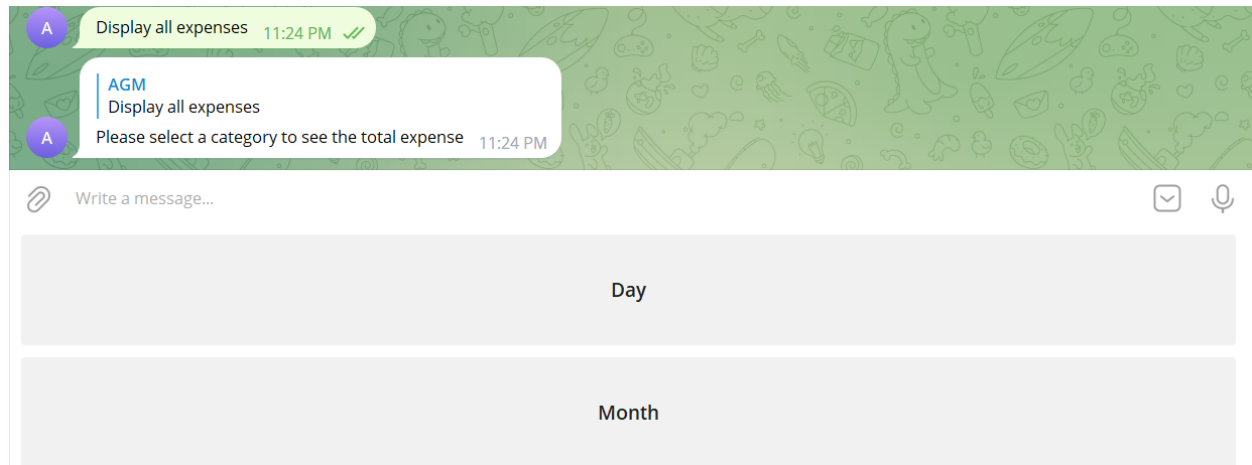 A
Display all expenses 11:24 PM
AGM
Display all expenses
A
Please select a category to see the total expense 11:24 PM
Write a message...
Day
Month